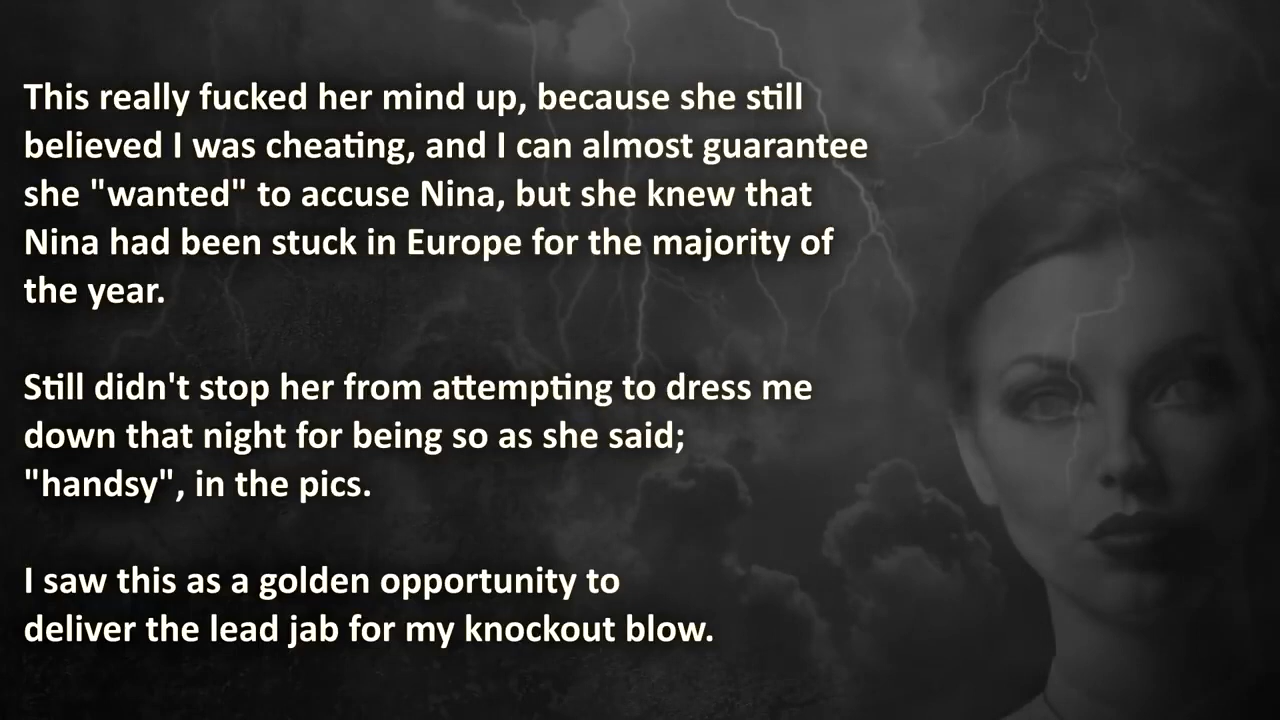 This really fucked her mind up, because she still
believed I was cheating, and I can almost guarantee
she "wanted" to accuse Nina, but she knew that
Nina had been stuck in Europe for the majority of
the year.
Still didn't stop her from attempting to dress me
down that night for being so as she said;
"handsy", in the pics.
I saw this as a golden opportunity to
deliver the lead jab for my knockout blow.